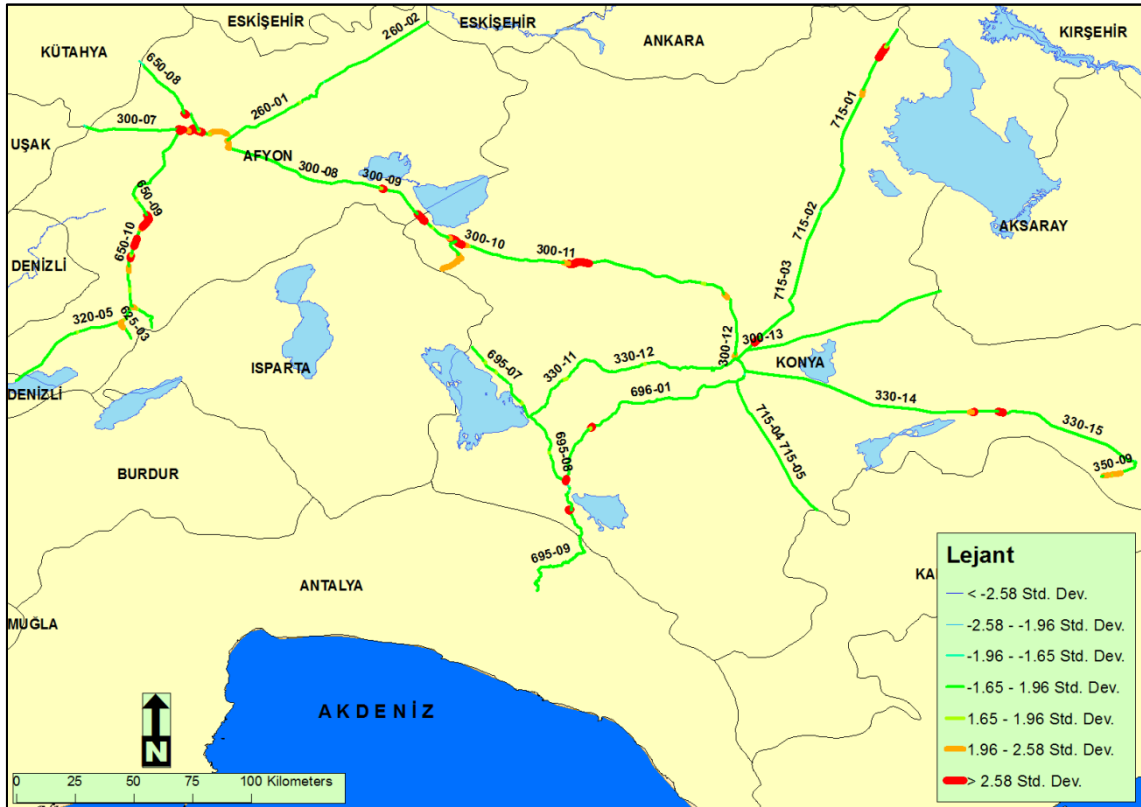 ESKİŞEHİR
ESKİŞEHİR
260-02
ANKARA
KIRŞEHİR
KÜTAHYA
650-08
260-01
715-01
300-07
UŞAK
AFYON
300-08
300-09
650-09
715-02
AKSARAY
650-10
300-10
300-11
DENİZLİ
715-03
320-05
625-03
300-12
300-13
KONYA
ISPARTA
695-07
330-11
330-12
DENİZLİ
696-01
330-14
330-15
695-08
715-04
715-05
350-09
BURDUR
695-09
ANTALYA
MUĞLA
KA
Lejant
< -2.58 Std. Dev.
-2.58 - -1.96 Std. Dev.
-1.96 - -1.65 Std. Dev.
-1.65 - 1.96 Std. Dev.
1.65 - 1.96 Std. Dev.
1.96 - 2.58 Std. Dev.
> 2.58 Std. Dev.
AKDENİZ
N
0 25 50 75 100 Kilometers